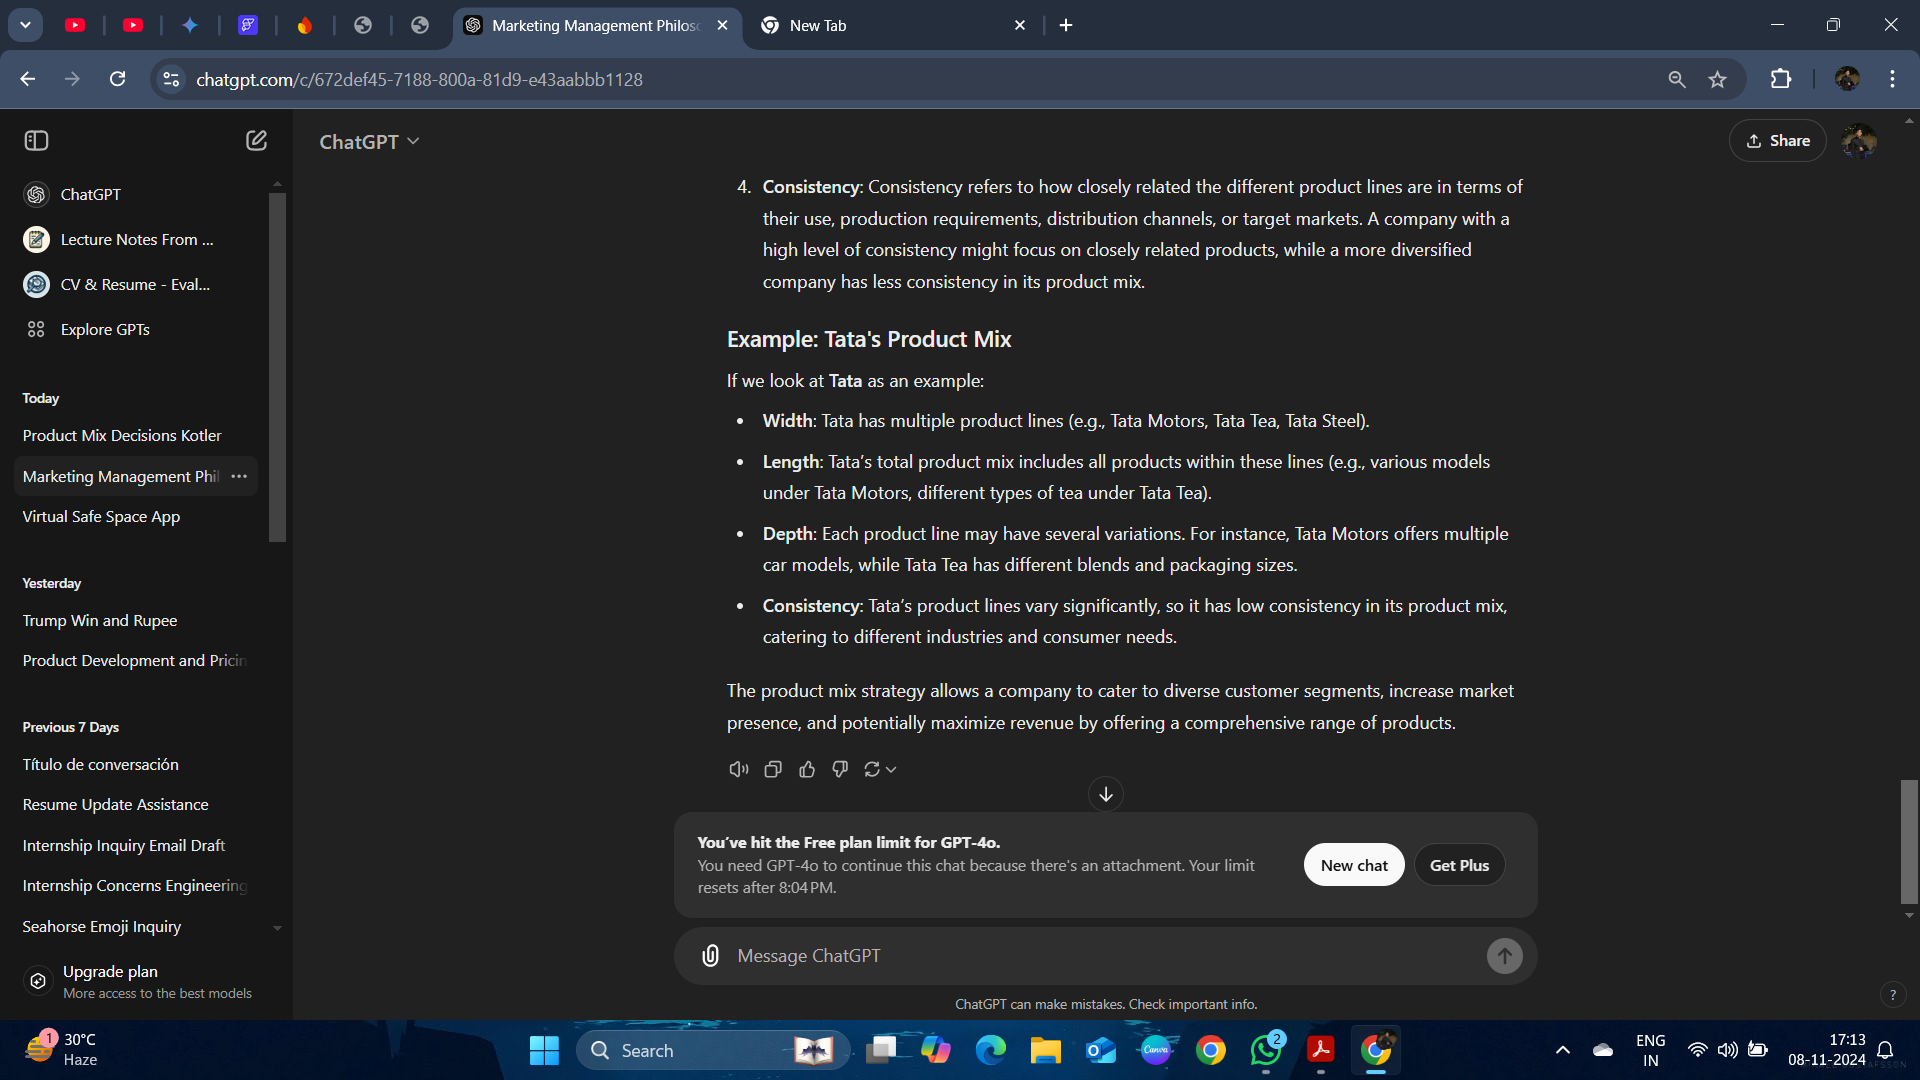 Marketing Management Philos
New Tab
chatgpt.com/c/672def45-7188-800a-81d9-e43aabbb1128
ChatGPT
Lecture Notes From ...
CV & Resume - Eval...
Explore GPTs
Today
Product Mix Decisions Kotler
Marketing Management Phil
Virtual Safe Space App
Yesterday
Trump Win and Rupee
Product Development and Pricin
Previous 7 Days
Título de conversación
Resume Update Assistance
Internship Inquiry Email Draft
Internship Concerns Engineering
Seahorse Emoji Inquiry
Upgrade plan
More access to the best models
ChatGPT
Share
4. Consistency: Consistency refers to how closely related the different product lines are in terms of
their use, production requirements, distribution channels, or target markets. A company with a
high level of consistency might focus on closely related products, while a more diversified
company has less consistency in its product mix.
Example: Tata's Product Mix
If we look at Tata as an example:
• Width: Tata has multiple product lines (e.g., Tata Motors, Tata Tea, Tata Steel).
• Length: Tata’s total product mix includes all products within these lines (e.g., various models
under Tata Motors, different types of tea under Tata Tea).
• Depth: Each product line may have several variations. For instance, Tata Motors offers multiple
car models, while Tata Tea has different blends and packaging sizes.
• Consistency: Tata’s product lines vary significantly, so it has low consistency in its product mix,
catering to different industries and consumer needs.
The product mix strategy allows a company to cater to diverse customer segments, increase market
presence, and potentially maximize revenue by offering a comprehensive range of products.
You’ve hit the Free plan limit for GPT-4o.
You need GPT-4o to continue this chat because there's an attachment. Your limit
resets after 8:04 PM.
New chat
Get Plus
Message ChatGPT
ChatGPT can make mistakes. Check important info.
?
1
30°C
Haze
Search
Canva
2
ENG
IN
17:13
08-11-2024